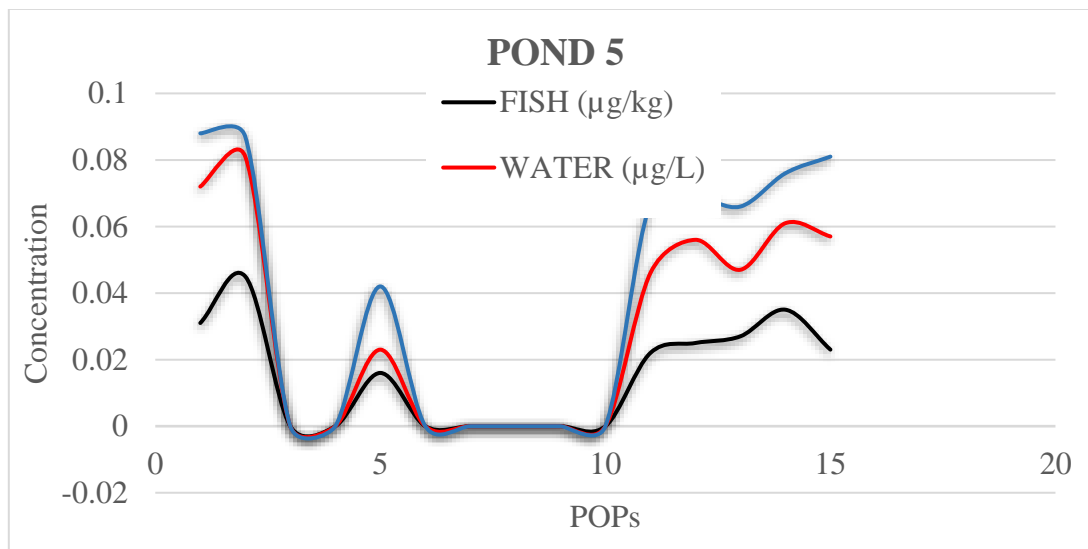 POND 5
FISH (µg/kg)
WATER (µg/L)
Concentration
0.1
0.08
0.06
0.04
0.02
0
-0.02
0
5
10
15
20
POPs